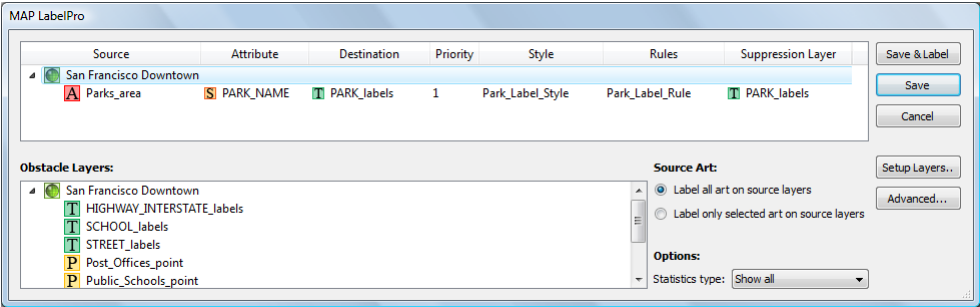 MAP LabelPro
Source Attribute Destination Priority Style Rules Suppression Layer
San Francisco Downtown
A Parks_area S PARK_NAME T PARK_labels 1 Park_Label_Style Park_Label_Rule T PARK_labels
Save & Label
Save
Cancel
Obstacle Layers:
San Francisco Downtown
T HIGHWAY_INTERSTATE_labels
T SCHOOL_labels
T STREET_labels
P Post_Offices_point
P Public_Schools_point
Source Art:
Label all art on source layers
Label only selected art on source layers
Options:
Statistics type: Show all
Setup Layers..
Advanced...